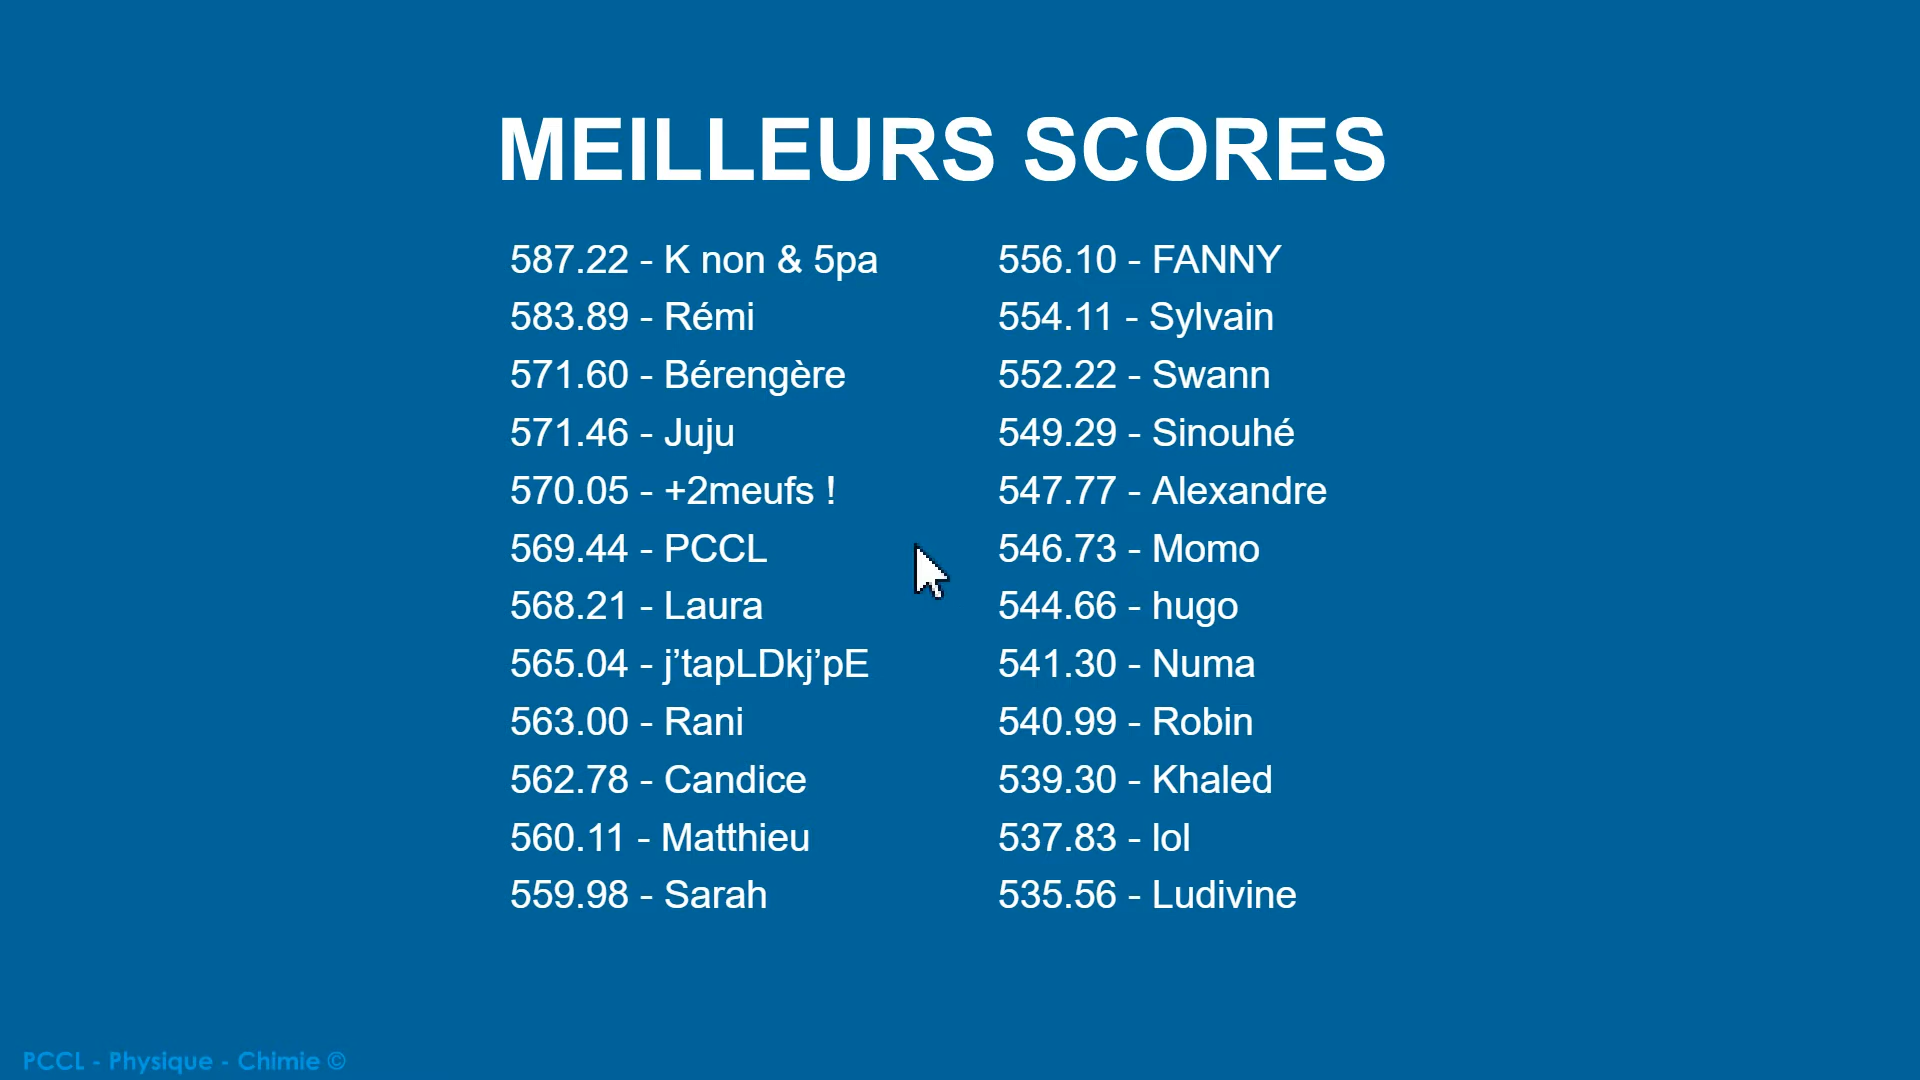 MEILLEURS SCORES
587.22 - K non & 5pa
583.89 - Rémi
571.60 - Bérengère
571.46 - Juju
570.05 - +2meufs !
569.44 - PCCL
568.21 - Laura
565.04 - j’tapLDkj’pE
563.00 - Rani
562.78 - Candice
560.11 - Matthieu
559.98 - Sarah
556.10 - FANNY
554.11 - Sylvain
552.22 - Swann
549.29 - Sinouhé
547.77 - Alexandre
546.73 - Momo
544.66 - hugo
541.30 - Numa
540.99 - Robin
539.30 - Khaled
537.83 - lol
535.56 - Ludivine
PCCL - Physique - Chimie ©